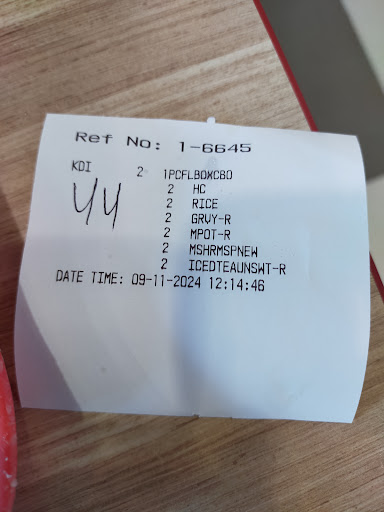 Ref No: 1-6645
KDI 2 1PCFLBOXCBO
44
2 HC
2 RICE
2 GRVY-R
2 MPOT-R
2 MSHRMSPNEW
2 ICEDTEAUNSWT-R
DATE TIME: 09-11-2024 12:14:46